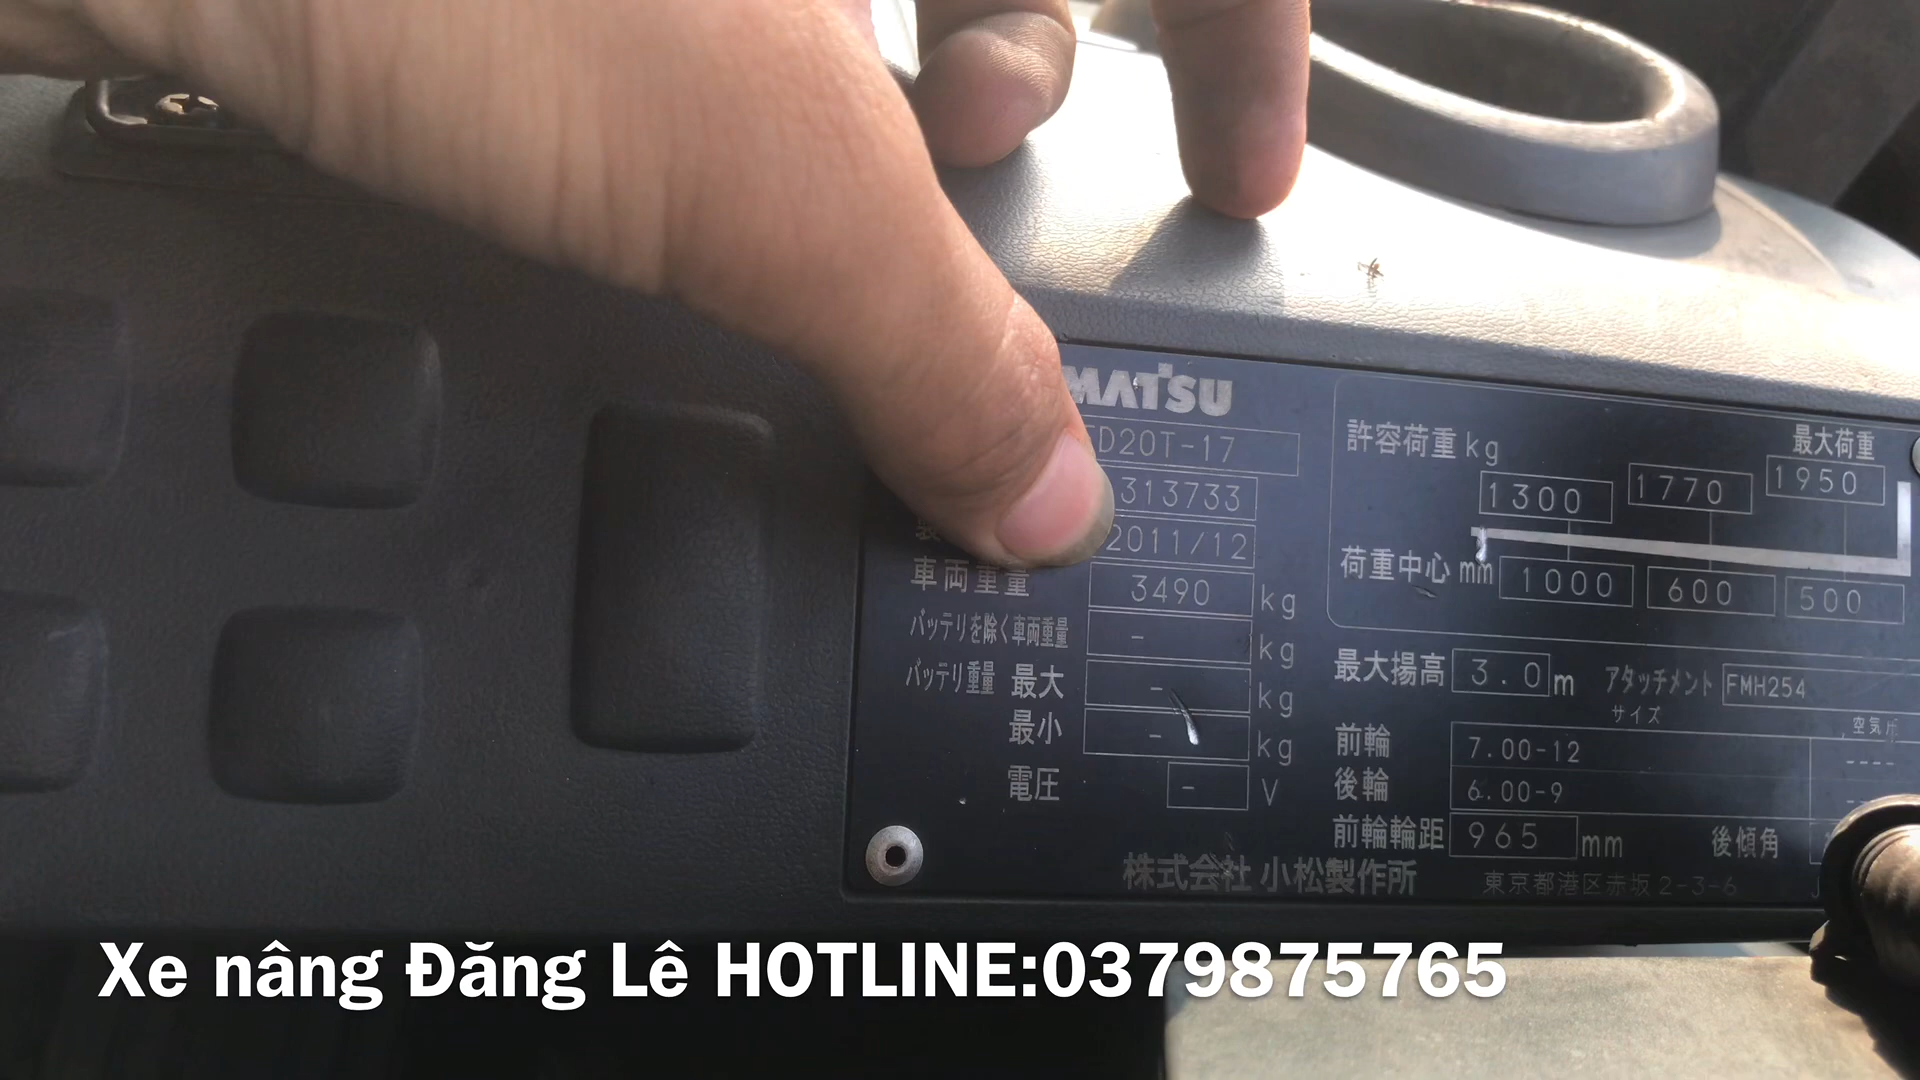 MATSU
TD20T-17
313733
製
2011/12
車両重量 3490 kg
バッテリを除く車両重量 - kg
バッテリ重量 最大 - kg
最小 - kg
電圧 - V
許容荷重 kg
最大荷重
1300 1770 1950
荷重中心 mm 1000 600 500
最大揚高 3.0 m アタッチメント FMH254
サイズ 空気圧
前輪 7.00-12 ----
後輪 6.00-9
前輪輪距 965 mm 後傾角
株式会社 小松製作所 東京都港区赤坂2-3-6
Xe nâng Đăng Lê HOTLINE:0379875765